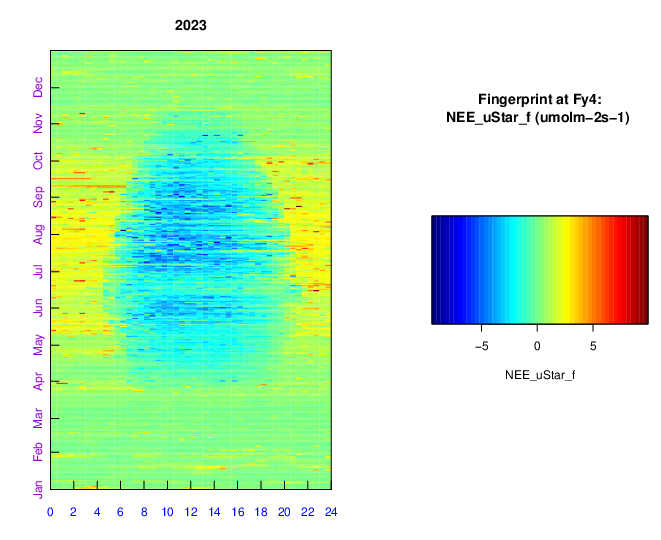 2023
Dec
Nov
Oct
Sep
Aug
Jul
Jun
May
Apr
Mar
Feb
Jan
0 2 4 6 8 10 12 14 16 18 20 22 24
Fingerprint at Fy4:
NEE_uStar_f (umolm−2s−1)
−5 0 5
NEE_uStar_f